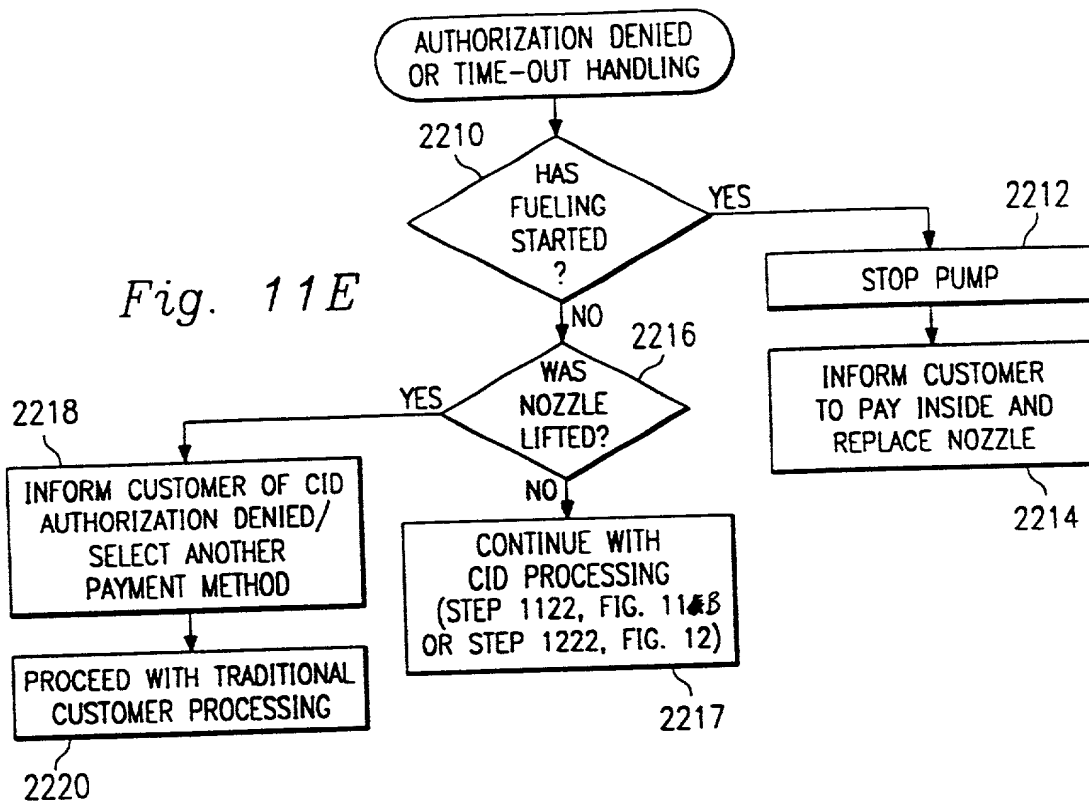 AUTHORIZATION DENIED
OR TIME-OUT HANDLING
2210
HAS
FUELING
STARTED
?
YES
2212
STOP PUMP
Fig. 11E
NO
2216
WAS
NOZZLE
LIFTED?
YES
INFORM CUSTOMER
TO PAY INSIDE AND
REPLACE NOZZLE
2214
2218
INFORM CUSTOMER OF CID
AUTHORIZATION DENIED/
SELECT ANOTHER
PAYMENT METHOD
NO
CONTINUE WITH
CID PROCESSING
(STEP 1122, FIG. 11B
OR STEP 1222, FIG. 12)
2217
PROCEED WITH TRADITIONAL
CUSTOMER PROCESSING
2220